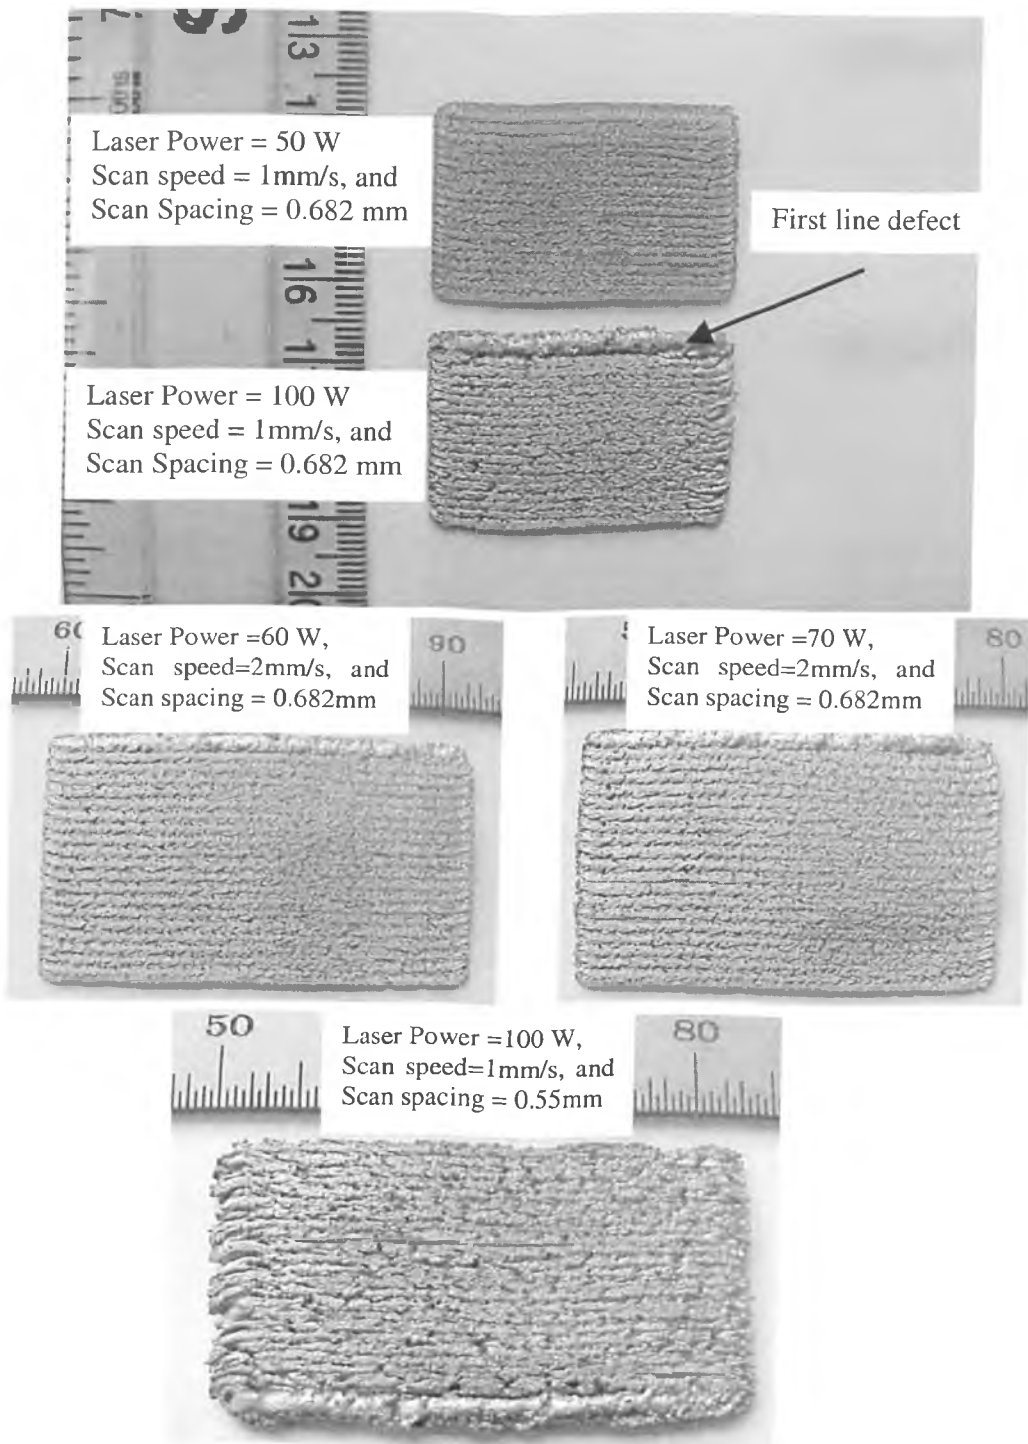 13
Laser Power = 50 W
Scan speed = 1mm/s, and
Scan Spacing = 0.682 mm
First line defect
16
Laser Power = 100 W
Scan speed = 1mm/s, and
Scan Spacing = 0.682 mm
19
60
Laser Power =60 W,
Scan speed=2mm/s, and
Scan spacing = 0.682mm
90
Laser Power =70 W,
Scan speed=2mm/s, and
Scan spacing = 0.682mm
80
50
Laser Power =100 W,
Scan speed=1mm/s, and
Scan spacing = 0.55mm
80